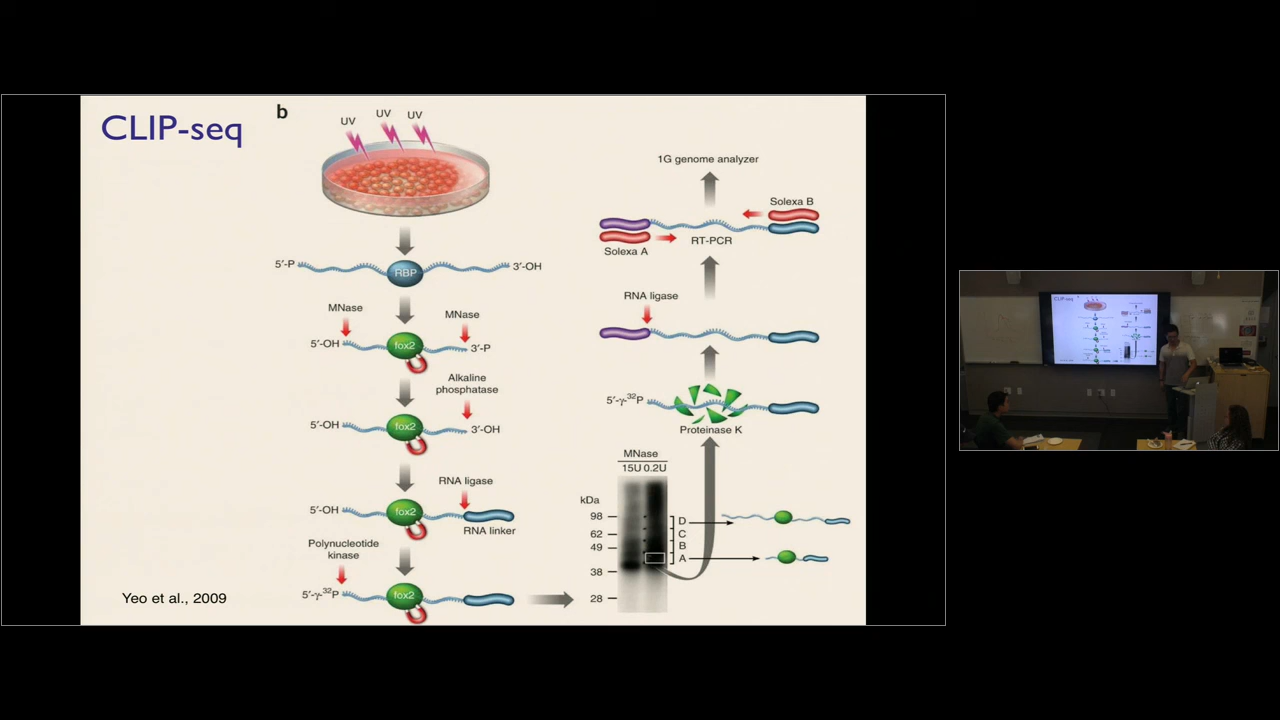 CLIP-seq
b
UV UV UV
5′-P
RBP
3′-OH
MNase
MNase
5′-OH
fox2
3′-P
Alkaline
phosphatase
5′-OH
fox2
3′-OH
RNA ligase
5′-OH
fox2
RNA linker
Polynucleotide
kinase
5′-γ-32P
fox2
Yeo et al., 2009
1G genome analyzer
Solexa B
Solexa A
RT-PCR
RNA ligase
5′-γ-32P
Proteinase K
MNase
15U 0.2U
kDa
98
62
49
38
28
D
C
B
A
CLIP-seq